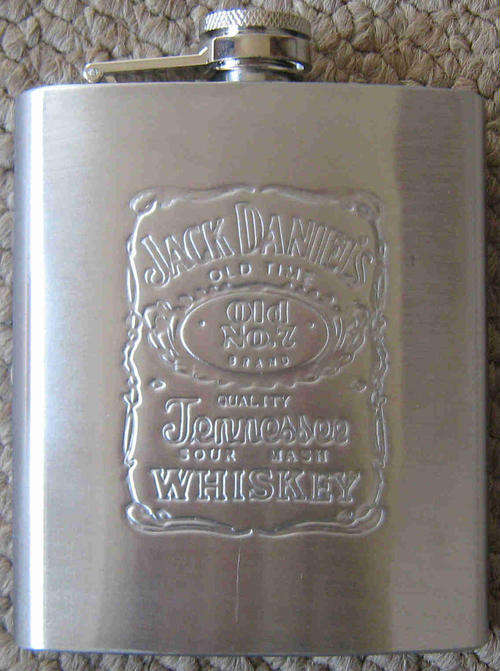 JACK DANIEL'S
OLD TIME
Old
No.7
BRAND
QUALITY
Tennessee
SOUR MASH
WHISKEY